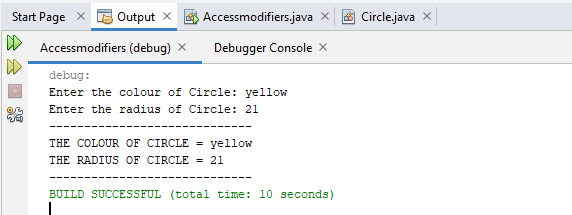 Start Page
Output
Accessmodifiers.java
Circle.java
Accessmodifiers (debug)
Debugger Console
debug:
Enter the colour of Circle: yellow
Enter the radius of Circle: 21
-----------------------------
THE COLOUR OF CIRCLE = yellow
THE RADIUS OF CIRCLE = 21
-----------------------------
BUILD SUCCESSFUL (total time: 10 seconds)